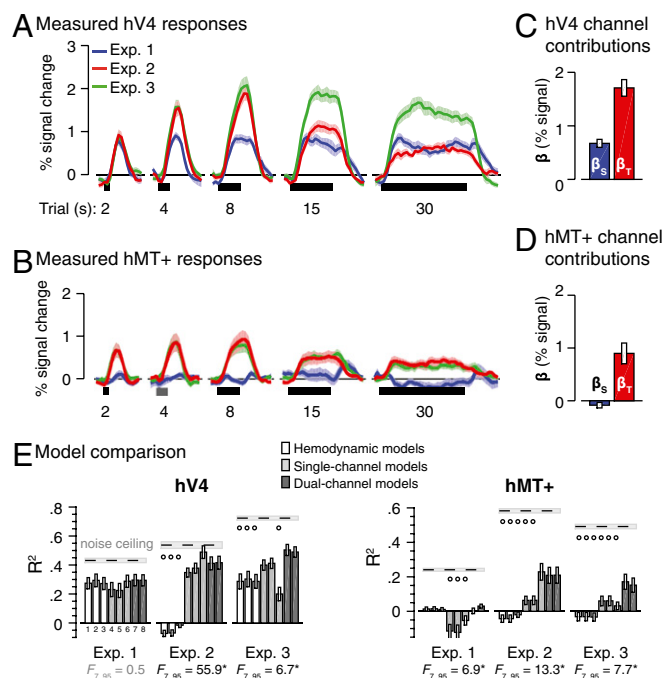 A Measured hV4 responses
3
2
1
0
% signal change
Exp. 1
Exp. 2
Exp. 3
Trial (s): 2 4 8 15 30
C hV4 channel
contributions
2
1
0
β (% signal)
βS βT
B Measured hMT+ responses
2
1
0
% signal change
2 4 8 15 30
D hMT+ channel
contributions
2
1
0
β (% signal)
βS βT
E Model comparison
Hemodynamic models
Single-channel models
Dual-channel models
hV4
.8
.6
.4
.2
0
R²
noise ceiling
1 2 3 4 5 6 7 8
Exp. 1 Exp. 2 Exp. 3
F7,95 = 0.5 F7,95 = 55.9* F7,95 = 6.7*
hMT+
.6
.4
.2
0
R²
Exp. 1 Exp. 2 Exp. 3
F7,95 = 6.9* F7,95 = 13.3* F7,95 = 7.7*